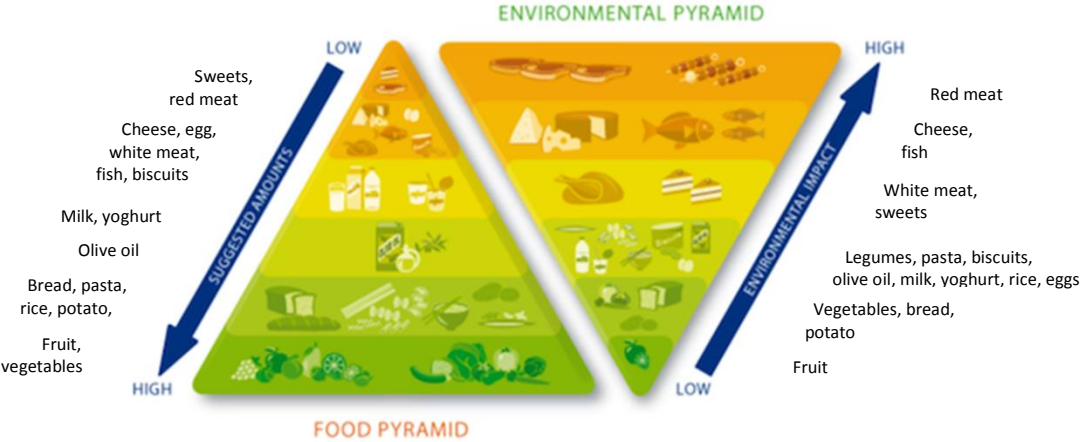 ENVIRONMENTAL PYRAMID
LOW
HIGH
Sweets,
red meat
Cheese, egg,
white meat,
fish, biscuits
Milk, yoghurt
Olive oil
Bread, pasta,
rice, potato,
Fruit,
vegetables
HIGH
SUGGESTED AMOUNTS
ENVIRONMENTAL IMPACT
Red meat
Cheese,
fish
White meat,
sweets
Legumes, pasta, biscuits,
olive oil, milk, yoghurt, rice, eggs
Vegetables, bread,
potato
Fruit
LOW
FOOD PYRAMID